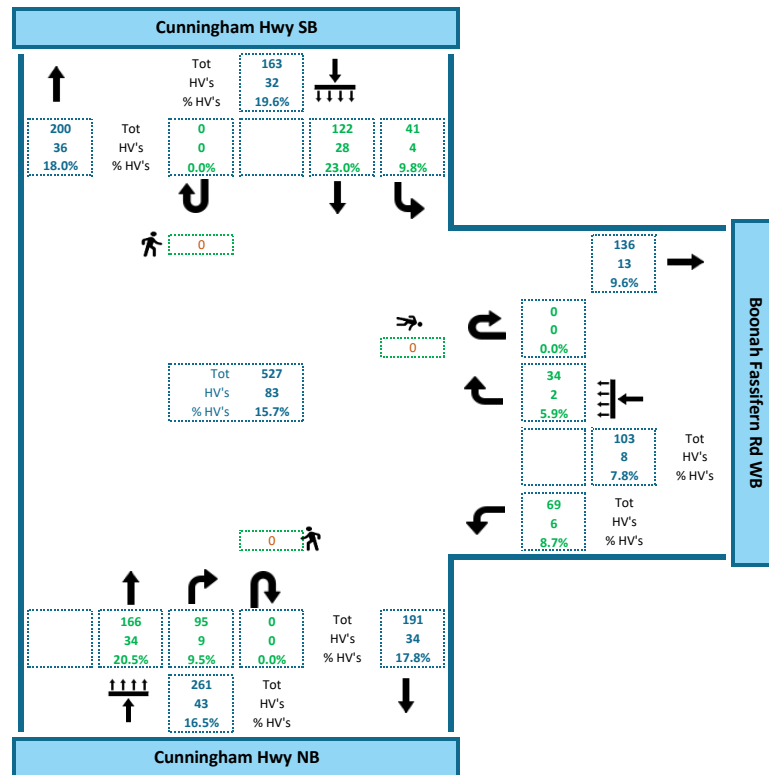 Cunningham Hwy SB
Tot 163
HV's 32
% HV's 19.6%
200 Tot 0 122 41
36 HV's 0 28 4
18.0% % HV's 0.0% 23.0% 9.8%
0
136
13
9.6%
0
0
0.0%
0
Tot 527
HV's 83
% HV's 15.7%
34
2
5.9%
103 Tot
8 HV's
7.8% % HV's
69 Tot
6 HV's
8.7% % HV's
Boonah Fassifern Rd WB
0
166 95 0 Tot 191
34 9 0 HV's 34
20.5% 9.5% 0.0% % HV's 17.8%
261 Tot
43 HV's
16.5% % HV's
Cunningham Hwy NB